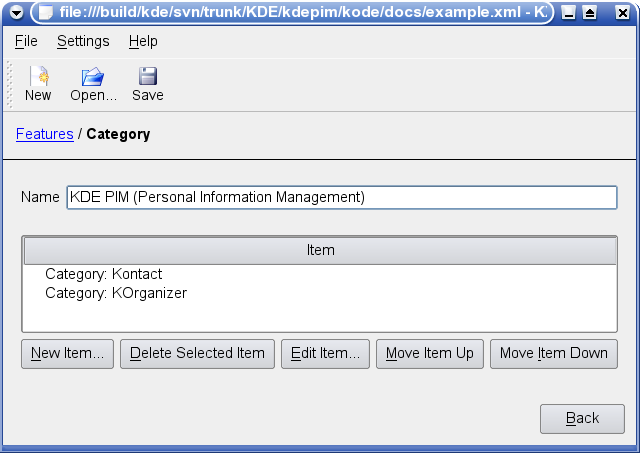 file:///build/kde/svn/trunk/KDE/kdepim/kode/docs/example.xml - K
File Settings Help
New Open... Save
Features / Category
Name KDE PIM (Personal Information Management)
Item
Category: Kontact
Category: KOrganizer
New Item... Delete Selected Item Edit Item... Move Item Up Move Item Down
Back